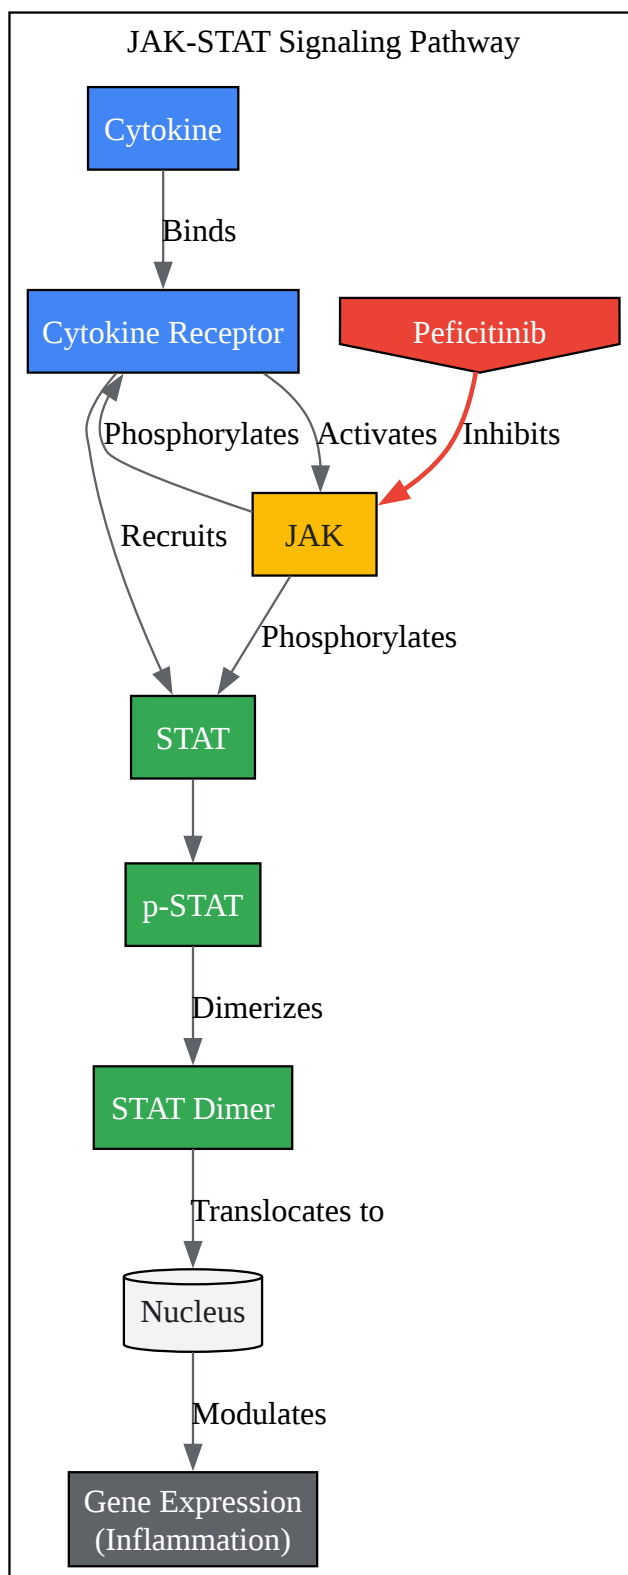 JAK-STAT Signaling Pathway
Cytokine
Binds
Cytokine Receptor
Peficitinib
Phosphorylates
Activates
Inhibits
Recruits
JAK
Phosphorylates
STAT
p-STAT
Dimerizes
STAT Dimer
Translocates to
Nucleus
Modulates
Gene Expression
(Inflammation)